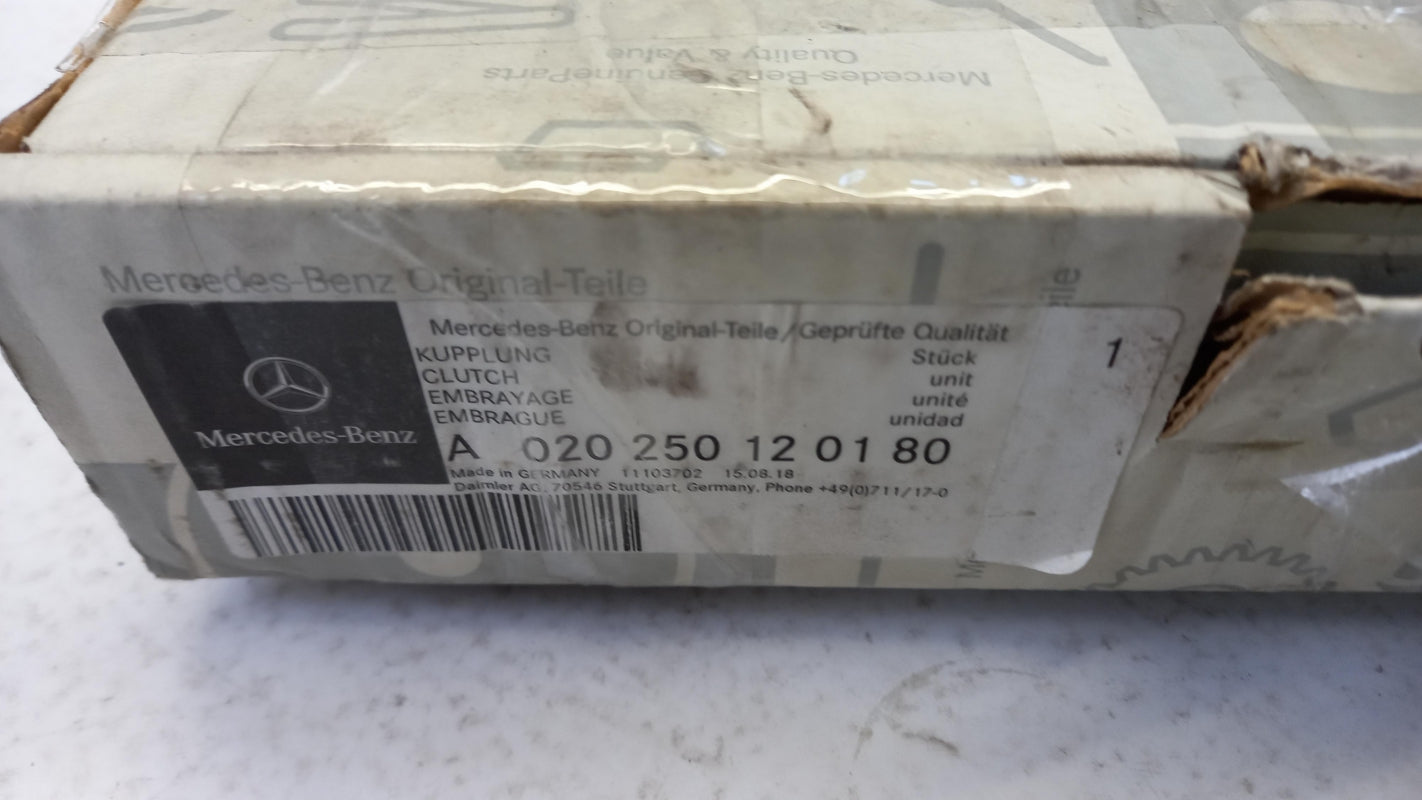 Mercedes-Benz GenuineParts
Quality & Value
Mercedes-Benz Original-Teile
Mercedes-Benz Original-Teile/Geprüfte Qualität
KUPPLUNG Stück 1
CLUTCH unit
EMBRAYAGE unité
EMBRAGUE unidad
Mercedes-Benz
A 020 250 12 01 80
Made in GERMANY 11103702 15.08.18
Daimler AG, 70546 Stuttgart, Germany, Phone +49(0)711/17-0